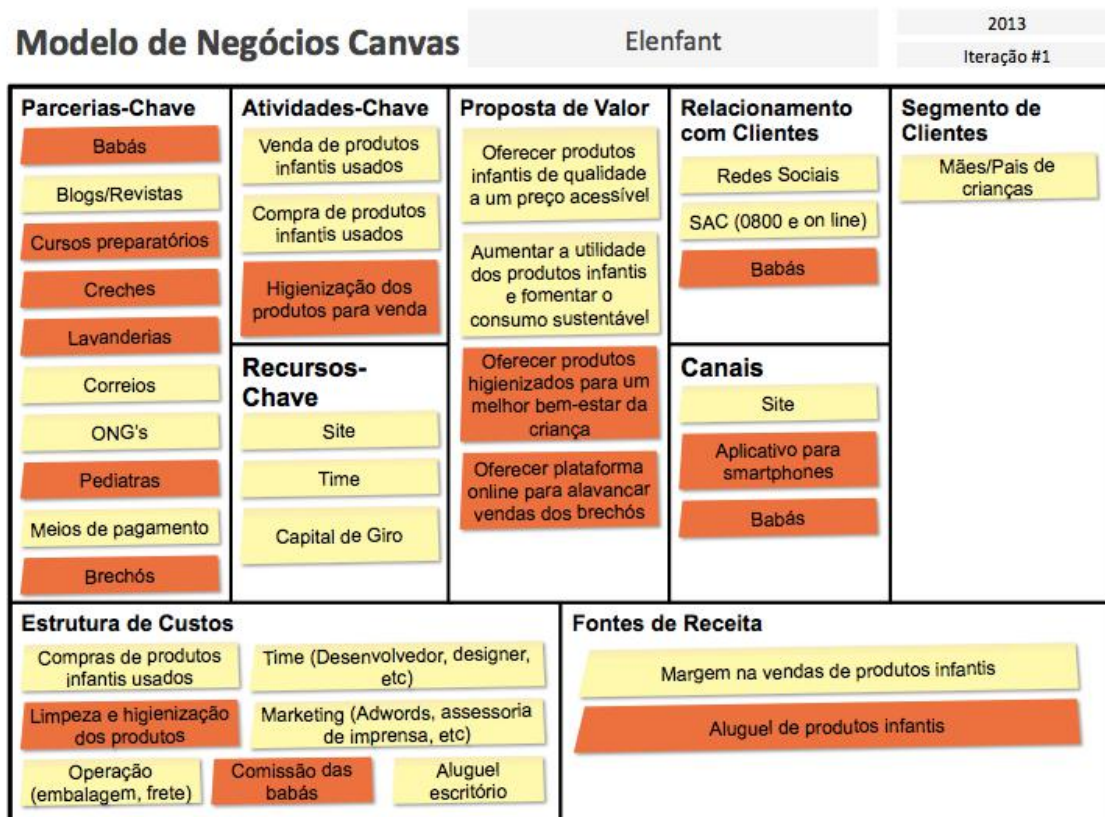 Modelo de Negócios Canvas
Elenfant
2013
Iteração #1
Parcerias-Chave
Babás
Blogs/Revistas
Cursos preparatórios
Creches
Lavanderias
Correios
ONG's
Pediatras
Meios de pagamento
Brechós
Atividades-Chave
Venda de produtos
infantis usados
Compra de produtos
infantis usados
Higienização dos
produtos para venda
Recursos-
Chave
Site
Time
Capital de Giro
Proposta de Valor
Oferecer produtos
infantis de qualidade
a um preço acessível
Aumentar a utilidade
dos produtos infantis
e fomentar o
consumo sustentável
Oferecer produtos
higienizados para um
melhor bem-estar da
criança
Oferecer plataforma
online para alavancar
vendas dos brechós
Relacionamento
com Clientes
Redes Sociais
SAC (0800 e on line)
Babás
Canais
Site
Aplicativo para
smartphones
Babás
Segmento de
Clientes
Mães/Pais de
crianças
Estrutura de Custos
Compras de produtos
infantis usados
Time (Desenvolvedor, designer,
etc)
Limpeza e higienização
dos produtos
Marketing (Adwords, assessoria
de imprensa, etc)
Operação
(embalagem, frete)
Comissão das
babás
Aluguel
escritório
Fontes de Receita
Margem na vendas de produtos infantis
Aluguel de produtos infantis